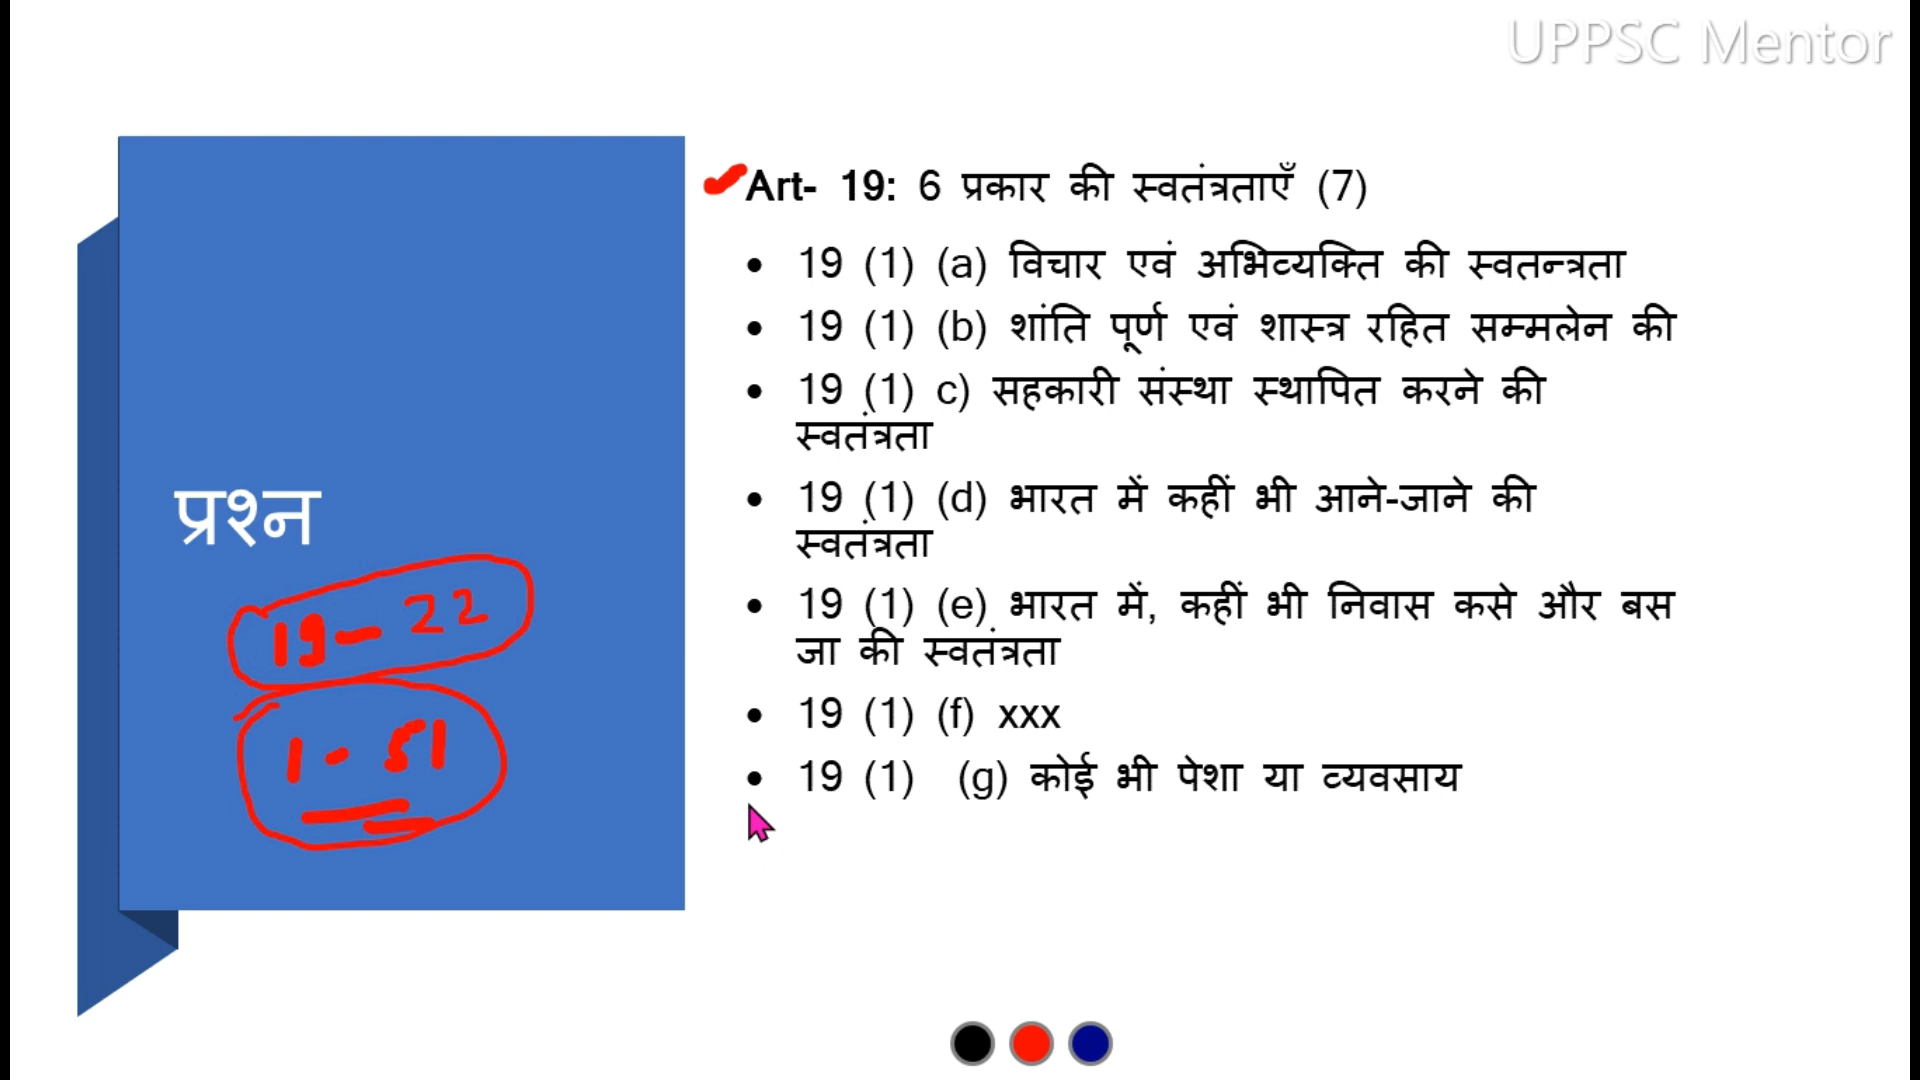 UPPSC Mentor
Art- 19: 6 प्रकार की स्वतंत्रताएँ (7)
• 19 (1) (a) विचार एवं अभिव्यक्ति की स्वतन्त्रता
• 19 (1) (b) शांति पूर्ण एवं शास्त्र रहित सम्मलेन की
• 19 (1) c) सहकारी संस्था स्थापित करने की
स्वतंत्रता
• 19 (1) (d) भारत में कहीं भी आने-जाने की
स्वतंत्रता
• 19 (1) (e) भारत में, कहीं भी निवास कसे और बस
जा की स्वतंत्रता
• 19 (1) (f) xxx
• 19 (1) (g) कोई भी पेशा या व्यवसाय
प्रश्न
19 - 22
1 - 51